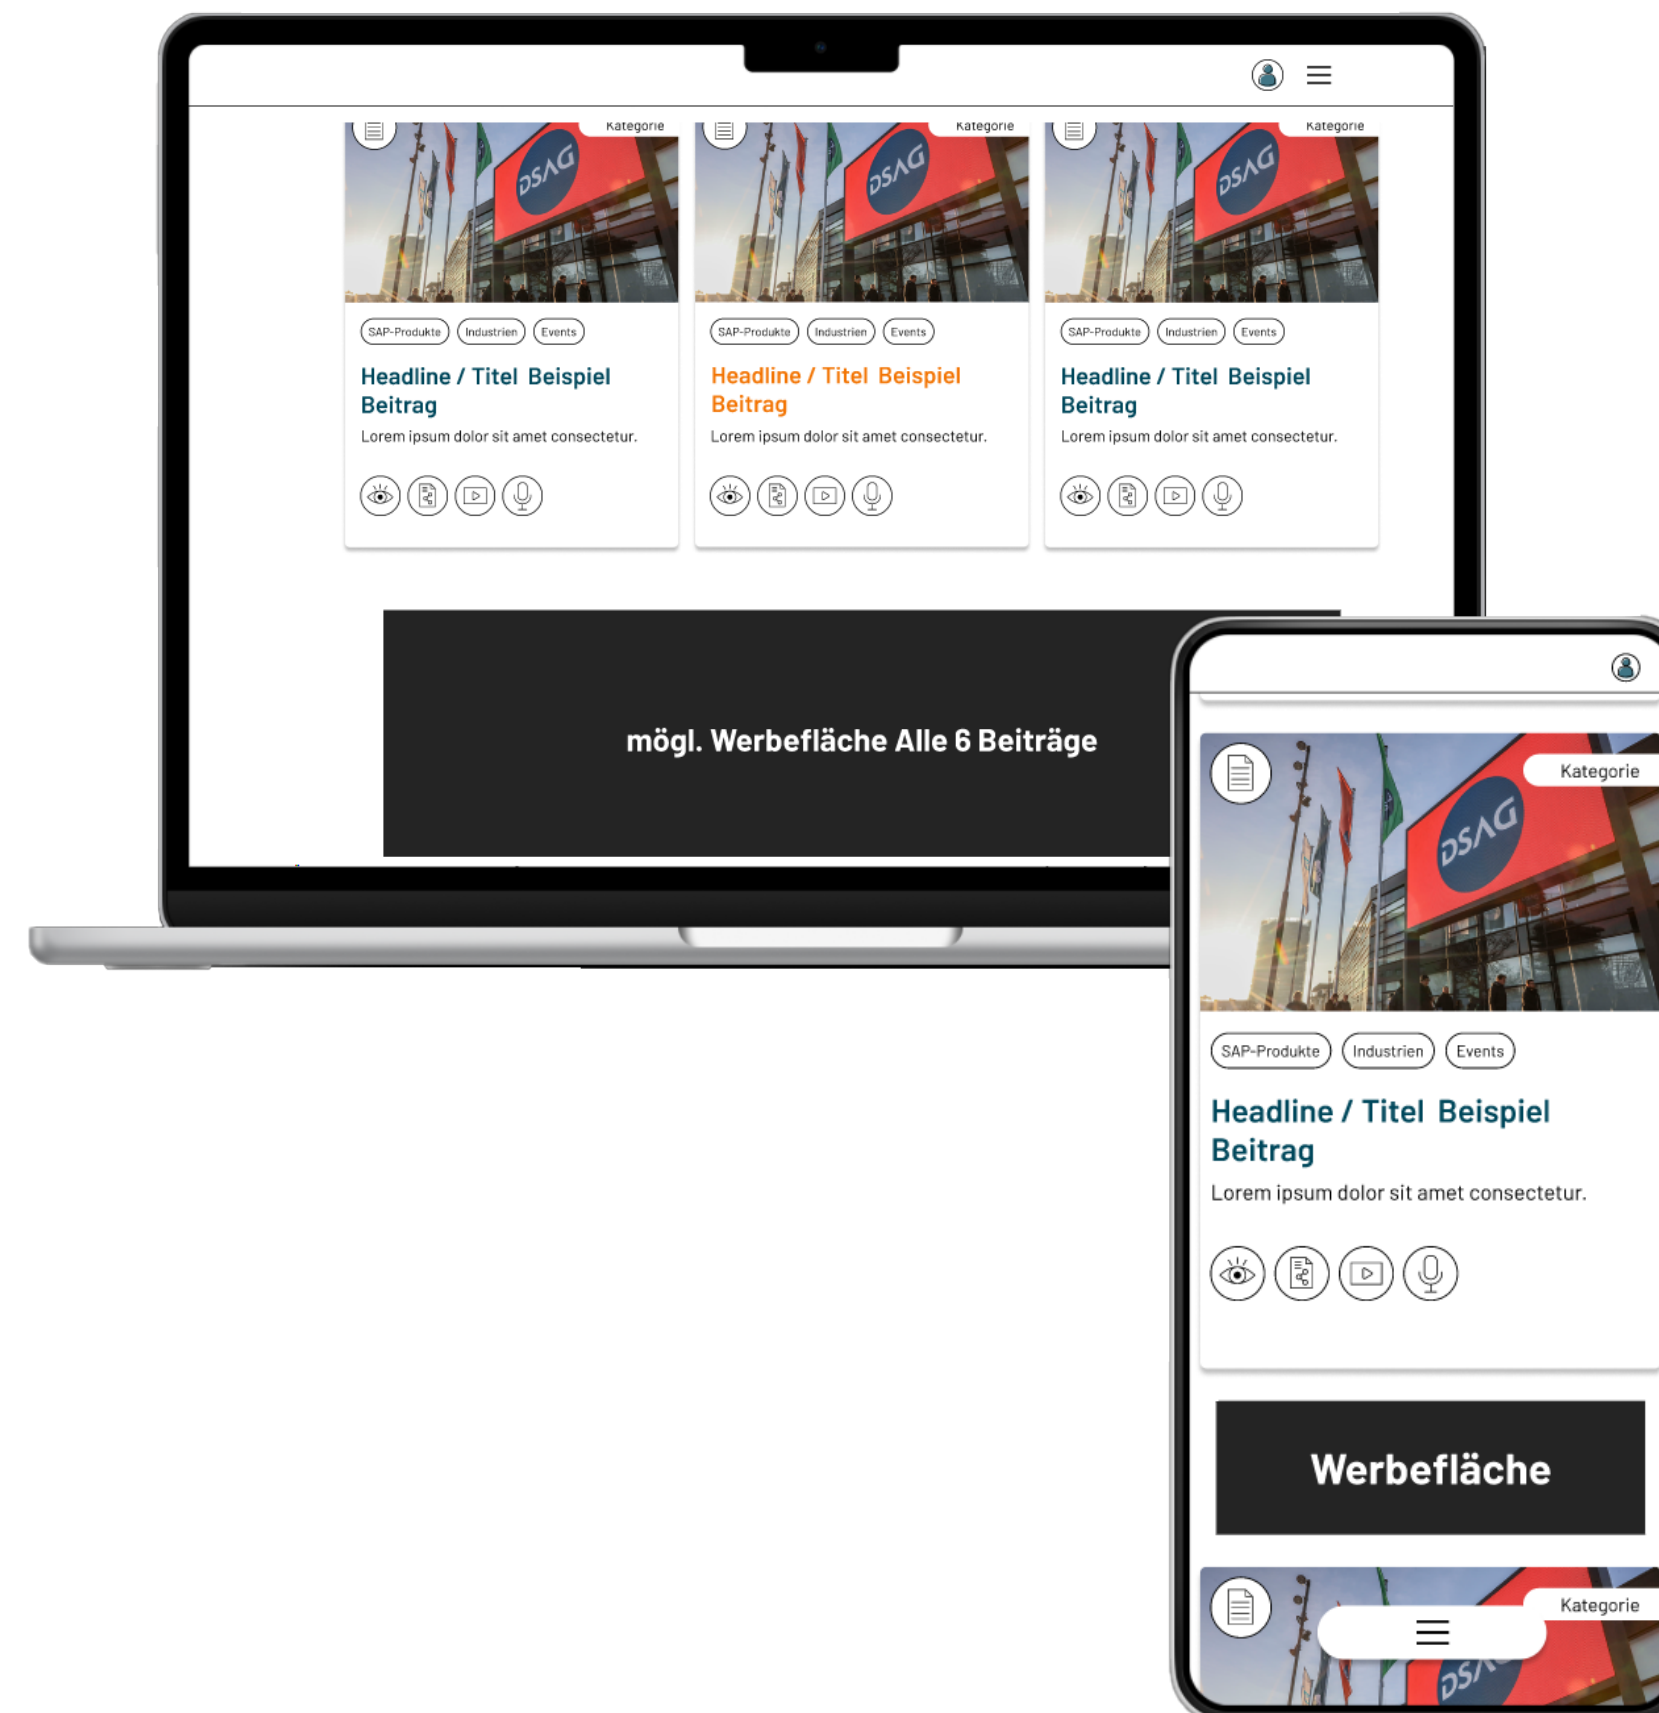 Kategorie
Kategorie
Kategorie
DSAG
DSAG
DSAG
SAP-Produkte
Industrien
Events
SAP-Produkte
Industrien
Events
SAP-Produkte
Industrien
Events
Headline / Titel Beispiel
Beitrag
Headline / Titel Beispiel
Beitrag
Headline / Titel Beispiel
Beitrag
Lorem ipsum dolor sit amet consectetur.
Lorem ipsum dolor sit amet consectetur.
Lorem ipsum dolor sit amet consectetur.
mögl. Werbefläche Alle 6 Beiträge
Kategorie
DSAG
SAP-Produkte
Industrien
Events
Headline / Titel Beispiel
Beitrag
Lorem ipsum dolor sit amet consectetur.
Werbefläche
Kategorie